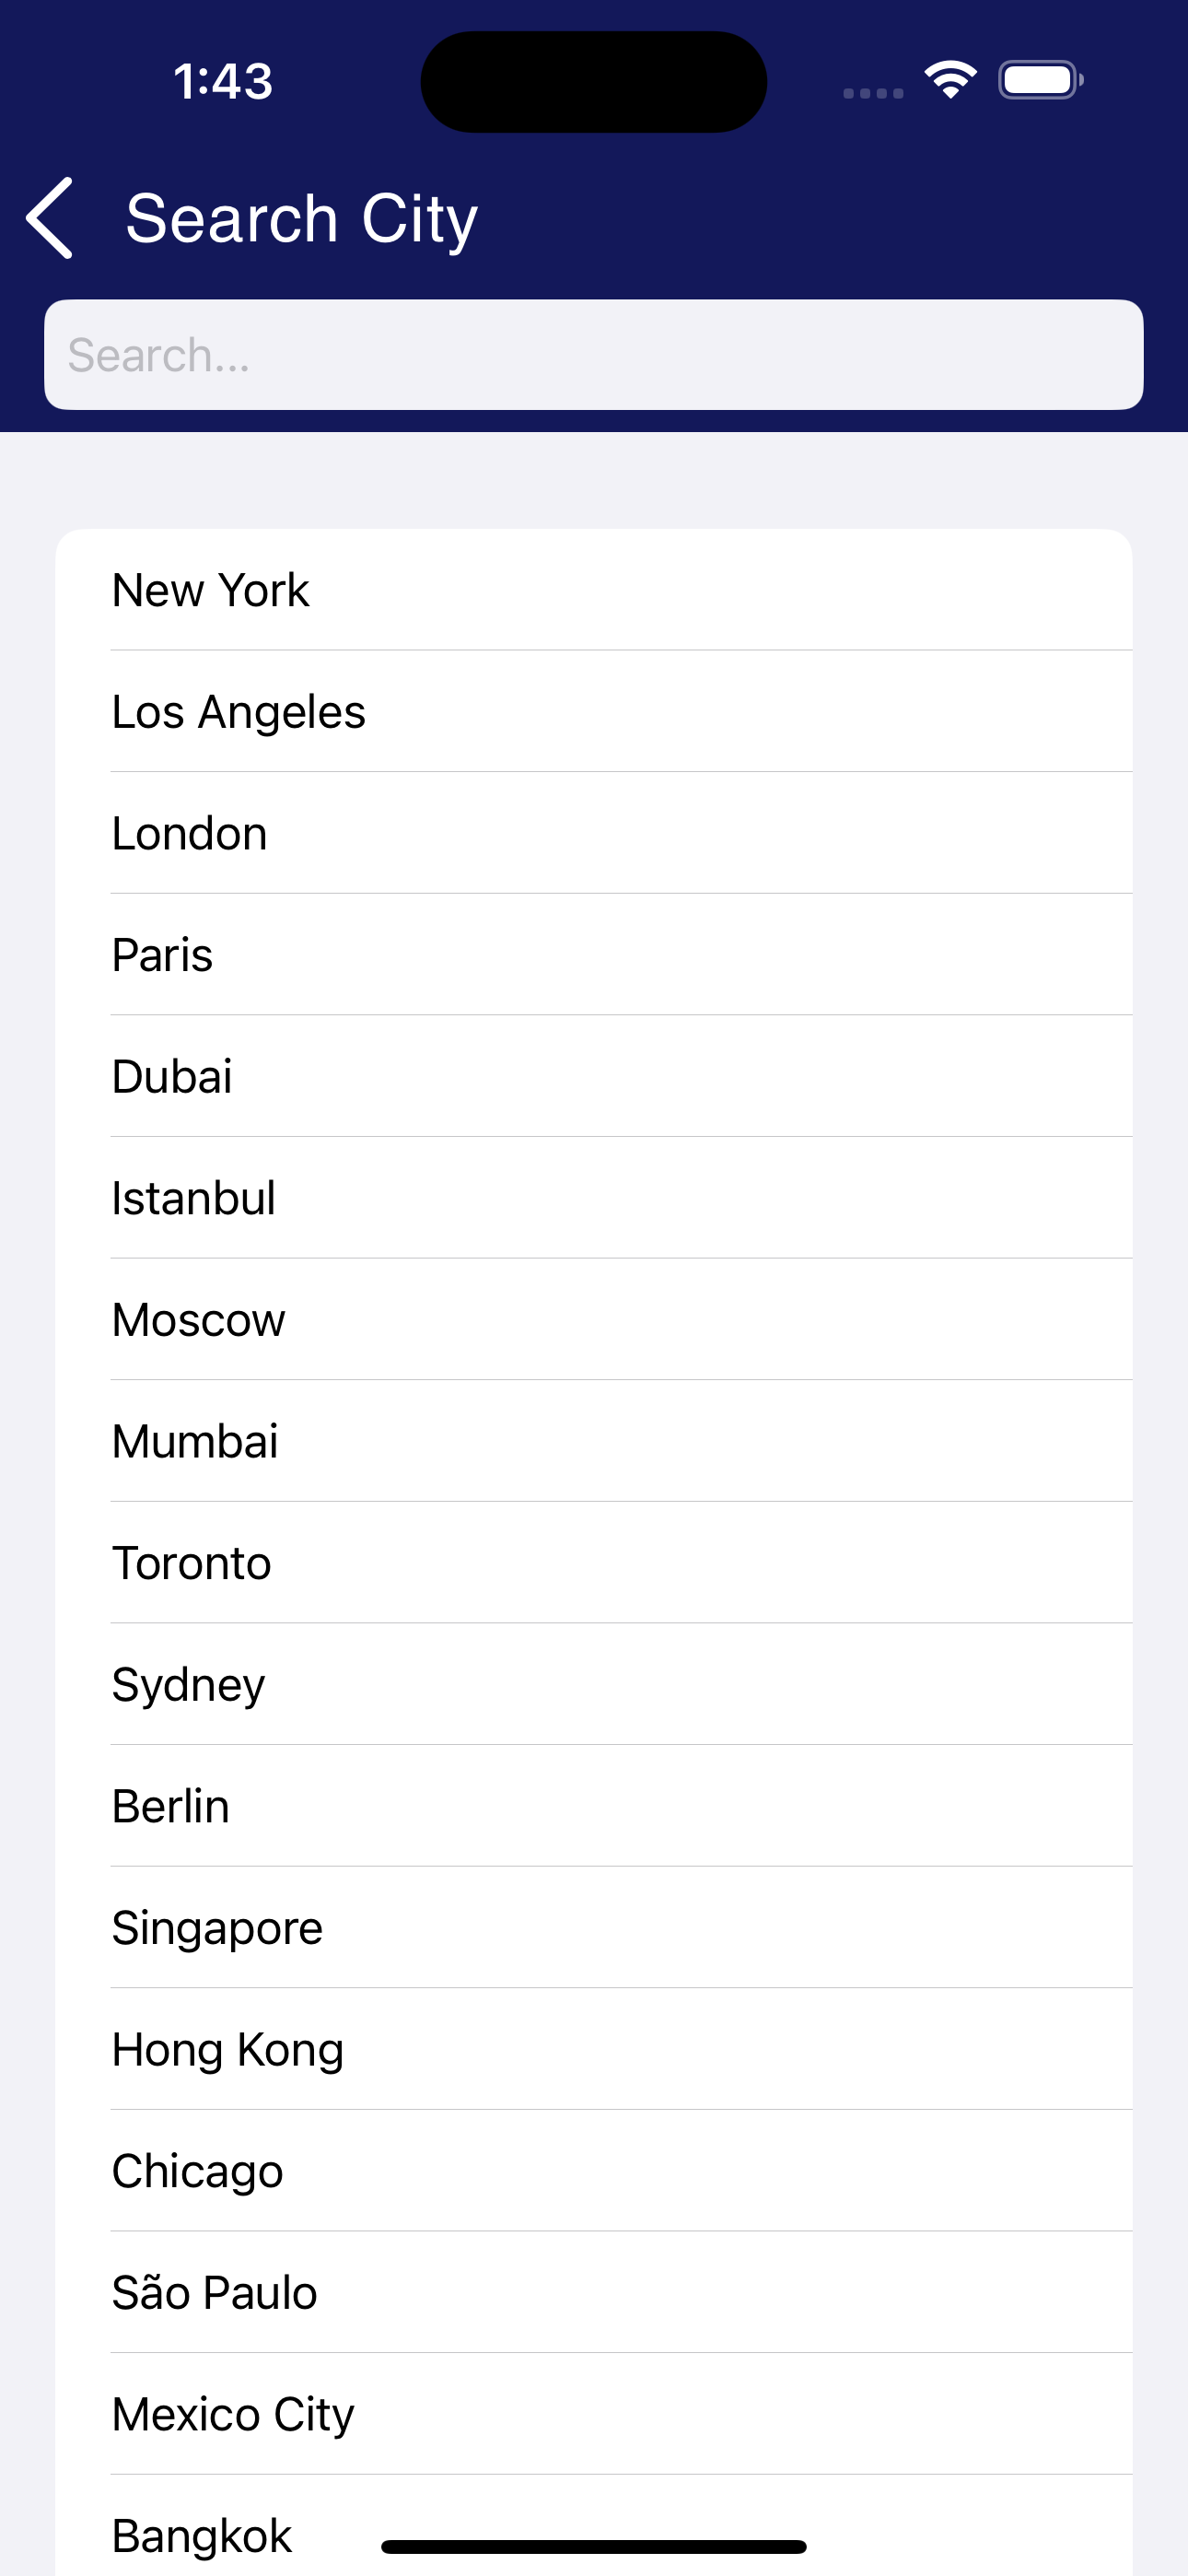 1:43
Search City
Search...
New York
Los Angeles
London
Paris
Dubai
Istanbul
Moscow
Mumbai
Toronto
Sydney
Berlin
Singapore
Hong Kong
Chicago
São Paulo
Mexico City
Bangkok